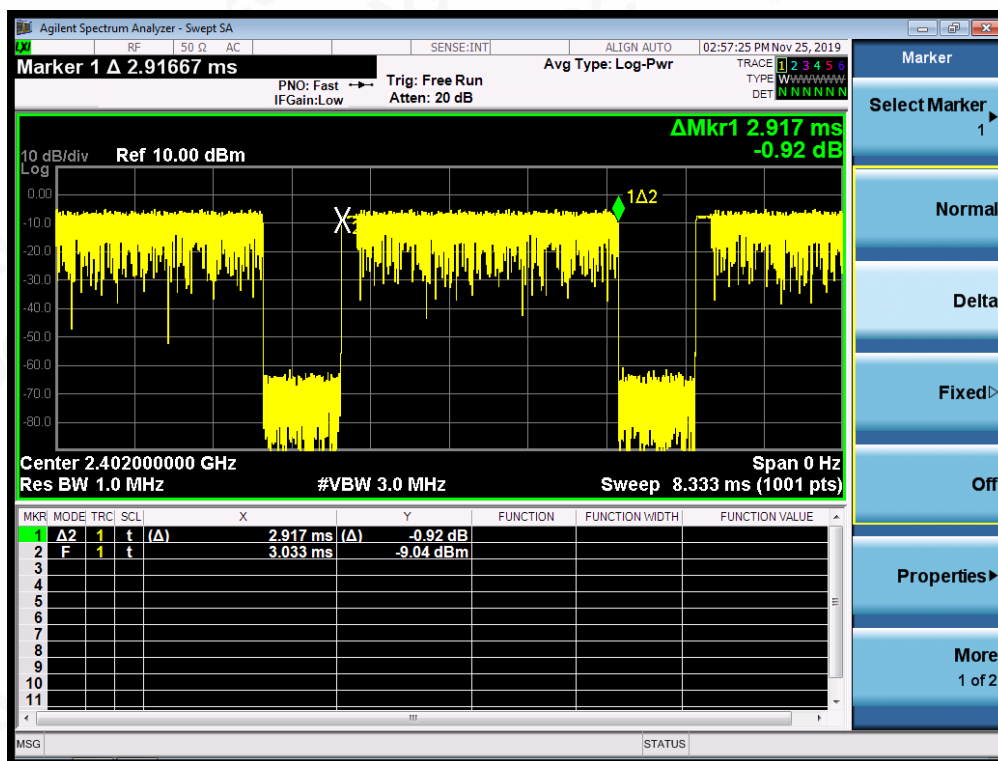 Agilent Spectrum Analyzer - Swept SA
LXI RF 50 Ω AC SENSE:INT ALIGN AUTO 02:57:25 PM Nov 25, 2019
Marker 1 Δ 2.91667 ms
PNO: Fast Trig: Free Run Avg Type: Log-Pwr TRACE 1 2 3 4 5 6
IFGain:Low Atten: 20 dB TYPE WWWWWW
DET N N N N N N
ΔMkr1 2.917 ms
-0.92 dB
10 dB/div Ref 10.00 dBm
Log
0.00
-10.0
-20.0
-30.0
-40.0
-50.0
-60.0
-70.0
-80.0
X2
1Δ2
Center 2.402000000 GHz Span 0 Hz
Res BW 1.0 MHz #VBW 3.0 MHz Sweep 8.333 ms (1001 pts)
MKR MODE TRC SCL X Y FUNCTION FUNCTION WIDTH FUNCTION VALUE
1 Δ2 1 t (Δ) 2.917 ms (Δ) -0.92 dB
2 F 1 t 3.033 ms -9.04 dBm
3
4
5
6
7
8
9
10
11
MSG STATUS
Marker
Select Marker
1
Normal
Delta
Fixed
Off
Properties
More
1 of 2